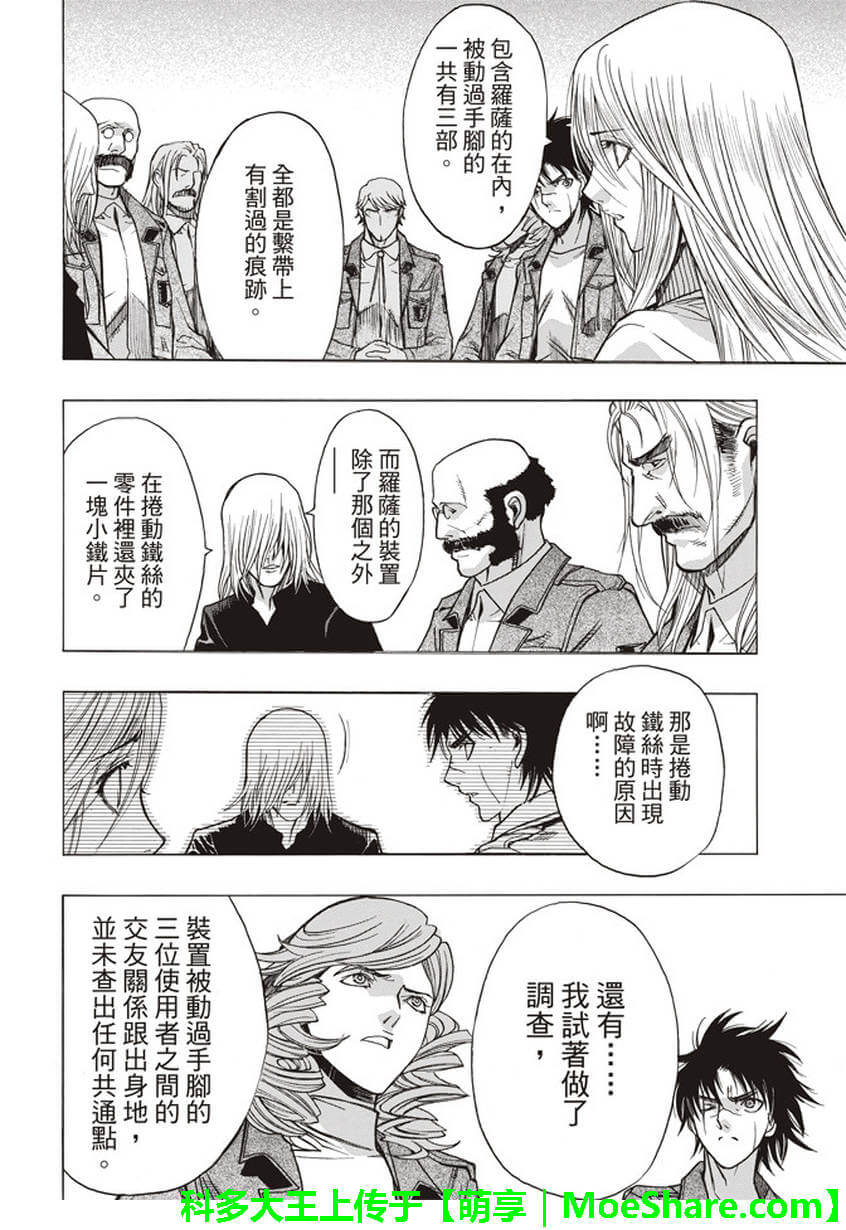 包含羅薩的在內，
被動過手腳的
一共有三部。
全都是繫帶上
有割過的痕跡。
而羅薩的裝置
除了那個之外
——
在捲動鐵絲的
零件裡還夾了
一塊小鐵片。
那是捲動
鐵絲時出現
故障的原因
啊……
還有……
我試著做了
調查，
裝置被動過手腳的
三位使用者之間的
交友關係跟出身地，
並未查出任何共通點。
科多大王上传于【萌享｜MoeShare.com】